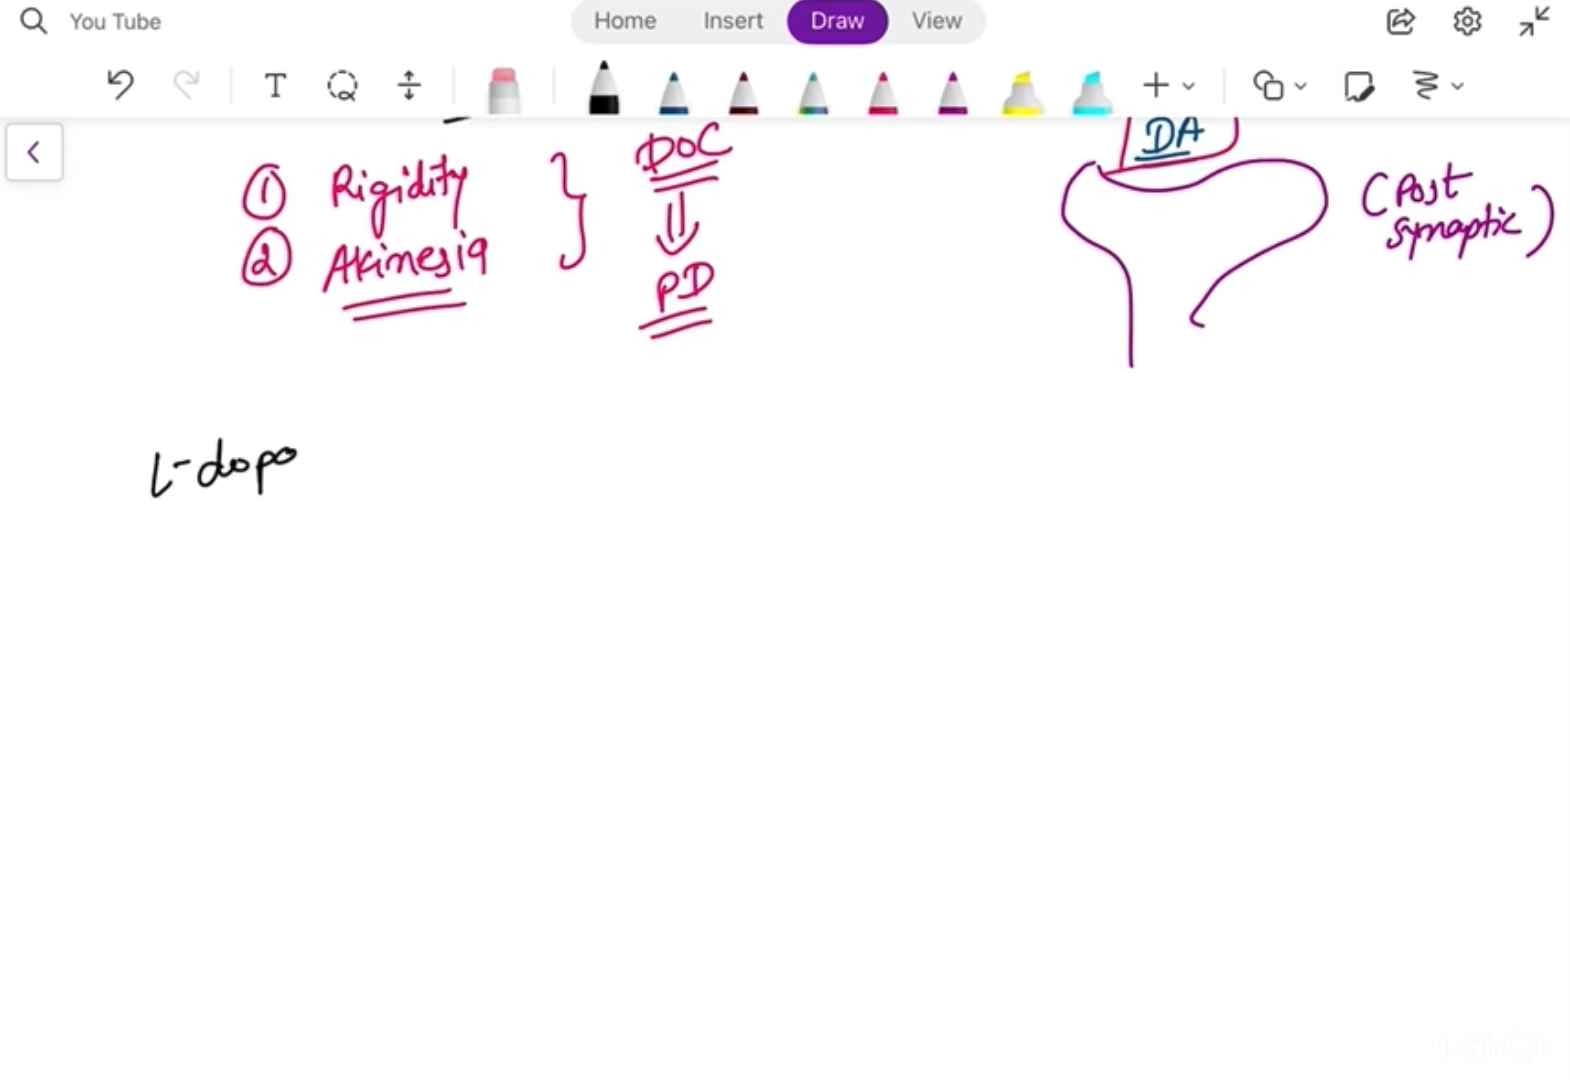 You Tube
Home Insert Draw View
T
① Rigidity
② Akinesia
DOC
PD
DA
(Post
synaptic)
L-dopa